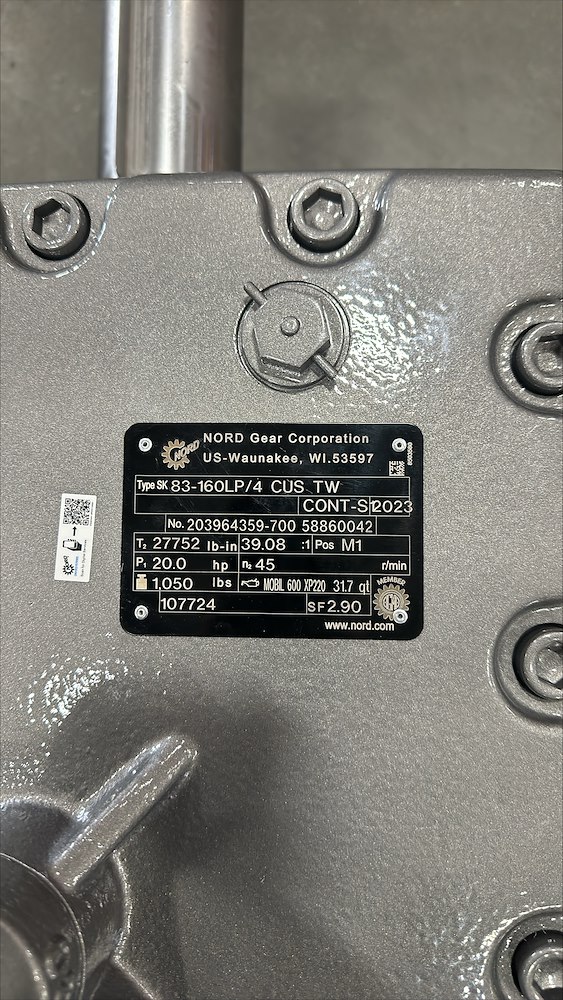 NORD
NORD Gear Corporation
US-Waunakee, WI.53597
Type SK 83-160LP/4 CUS TW
CONT-S1 2023
No. 203964359-700 58860042
T2 27752 lb-in 39.08 :1 Pos M1
P1 20.0 hp n2 45 r/min
1,050 lbs MOBIL 600 XP220 31.7 qt
MEMBER
107724 SF 2.90
www.nord.com